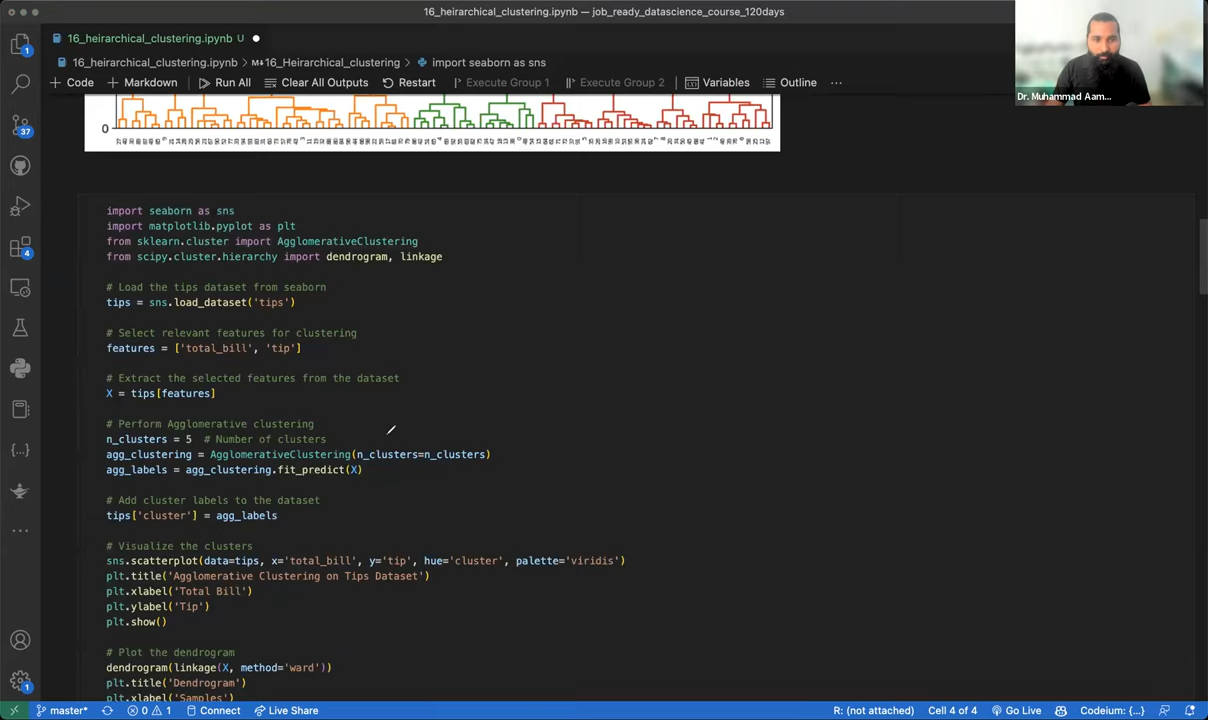 16_heirarchical_clustering.ipynb — job_ready_datascience_course_120days
16_heirarchical_clustering.ipynb U
16_heirarchical_clustering.ipynb > M↓16_Heirarchical_clustering > import seaborn as sns
+ Code + Markdown Run All Clear All Outputs Restart Execute Group 1 Execute Group 2 Variables Outline ...
Dr. Muhammad Aam...
0
import seaborn as sns
import matplotlib.pyplot as plt
from sklearn.cluster import AgglomerativeClustering
from scipy.cluster.hierarchy import dendrogram, linkage
# Load the tips dataset from seaborn
tips = sns.load_dataset('tips')
# Select relevant features for clustering
features = ['total_bill', 'tip']
# Extract the selected features from the dataset
X = tips[features]
# Perform Agglomerative clustering
n_clusters = 5 # Number of clusters
agg_clustering = AgglomerativeClustering(n_clusters=n_clusters)
agg_labels = agg_clustering.fit_predict(X)
# Add cluster labels to the dataset
tips['cluster'] = agg_labels
# Visualize the clusters
sns.scatterplot(data=tips, x='total_bill', y='tip', hue='cluster', palette='viridis')
plt.title('Agglomerative Clustering on Tips Dataset')
plt.xlabel('Total Bill')
plt.ylabel('Tip')
plt.show()
# Plot the dendrogram
dendrogram(linkage(X, method='ward'))
plt.title('Dendrogram')
plt.xlabel('Samples')
1
37
4
1
master* 0 1 Connect Live Share R: (not attached) Cell 4 of 4 Go Live Codeium: {...}